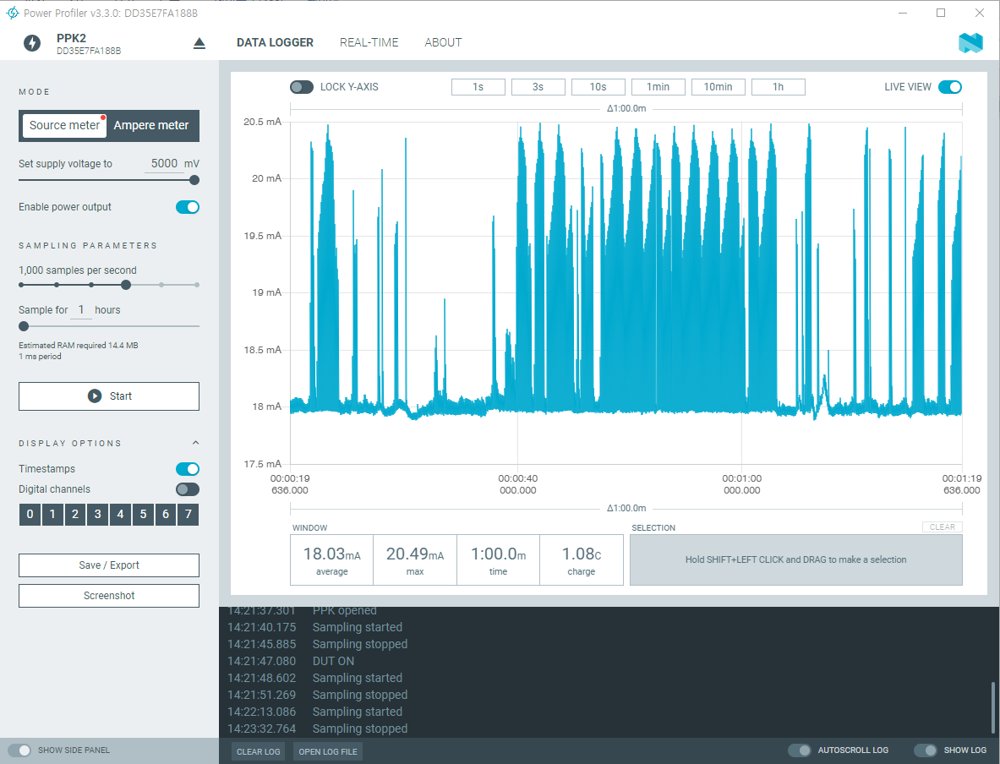 Power Profiler v3.3.0: DD35E7FA188B
PPK2
DD35E7FA188B
DATA LOGGER
REAL-TIME
ABOUT
MODE
Source meter
Ampere meter
Set supply voltage to 5000 mV
Enable power output
SAMPLING PARAMETERS
1,000 samples per second
Sample for 1 hours
Estimated RAM required 14.4 MB
1 ms period
Start
DISPLAY OPTIONS
Timestamps
Digital channels
0 1 2 3 4 5 6 7
Save / Export
Screenshot
SHOW SIDE PANEL
LOCK Y-AXIS
1s
3s
10s
1min
10min
1h
LIVE VIEW
Δ1:00.0m
20.5 mA
20 mA
19.5 mA
19 mA
18.5 mA
18 mA
17.5 mA
00:00:19
636.000
00:00:40
000.000
00:01:00
000.000
00:01:19
636.000
Δ1:00.0m
WINDOW
18.03mA
average
20.49mA
max
1:00.0m
time
1.08C
charge
SELECTION
CLEAR
Hold SHIFT+LEFT CLICK and DRAG to make a selection
14:21:37.301 PPK opened
14:21:40.175 Sampling started
14:21:45.885 Sampling stopped
14:21:47.080 DUT ON
14:21:48.602 Sampling started
14:21:51.269 Sampling stopped
14:22:13.086 Sampling started
14:23:32.764 Sampling stopped
CLEAR LOG
OPEN LOG FILE
AUTOSCROLL LOG
SHOW LOG